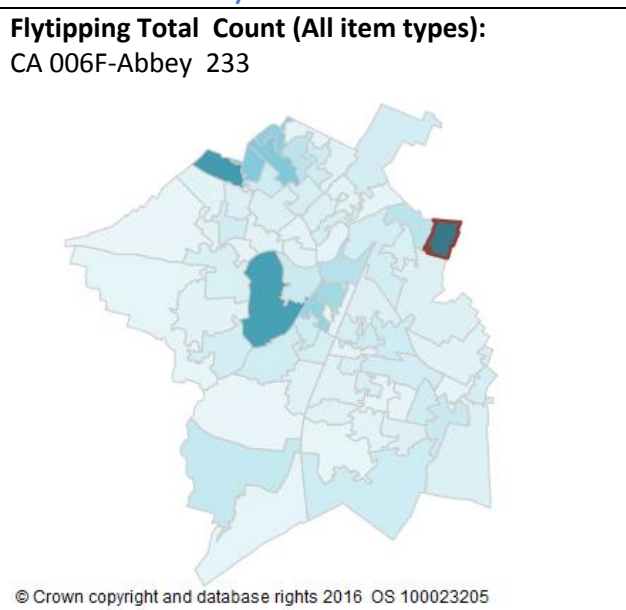 Flytipping Total  Count (All item types):
CA 006F-Abbey  233
© Crown copyright and database rights 2016  OS 100023205